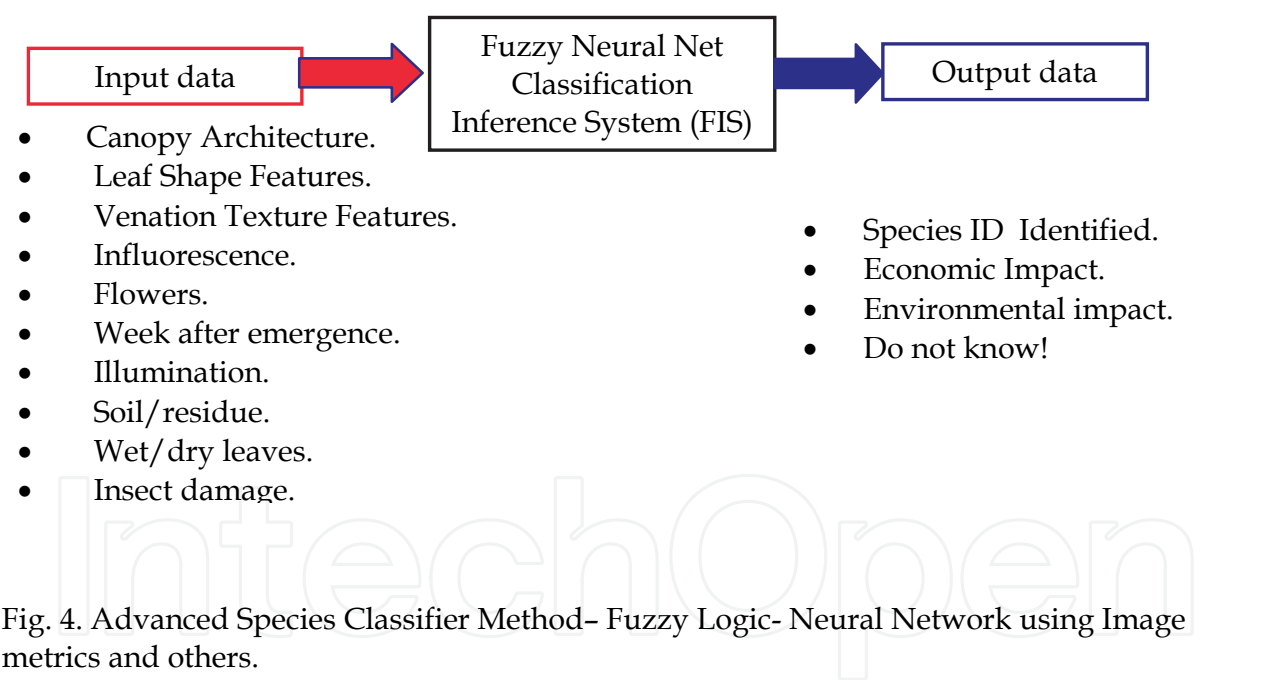 Input data
Fuzzy Neural Net
Classification
Inference System (FIS)
Output data
• Canopy Architecture.
• Leaf Shape Features.
• Venation Texture Features.
• Influorescence.
• Flowers.
• Week after emergence.
• Illumination.
• Soil/residue.
• Wet/dry leaves.
• Insect damage.
• Species ID Identified.
• Economic Impact.
• Environmental impact.
• Do not know!
IntechOpen
Fig. 4. Advanced Species Classifier Method– Fuzzy Logic- Neural Network using Image
metrics and others.